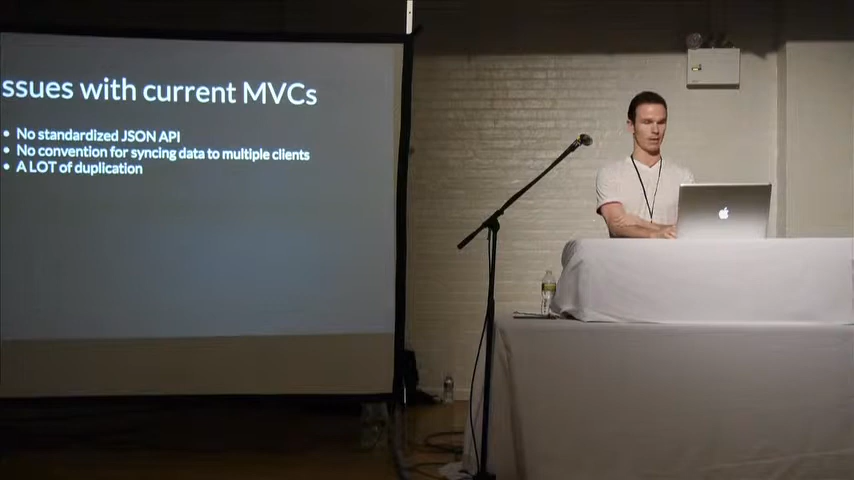 ssues with current MVCs
• No standardized JSON API
• No convention for syncing data to multiple clients
• A LOT of duplication